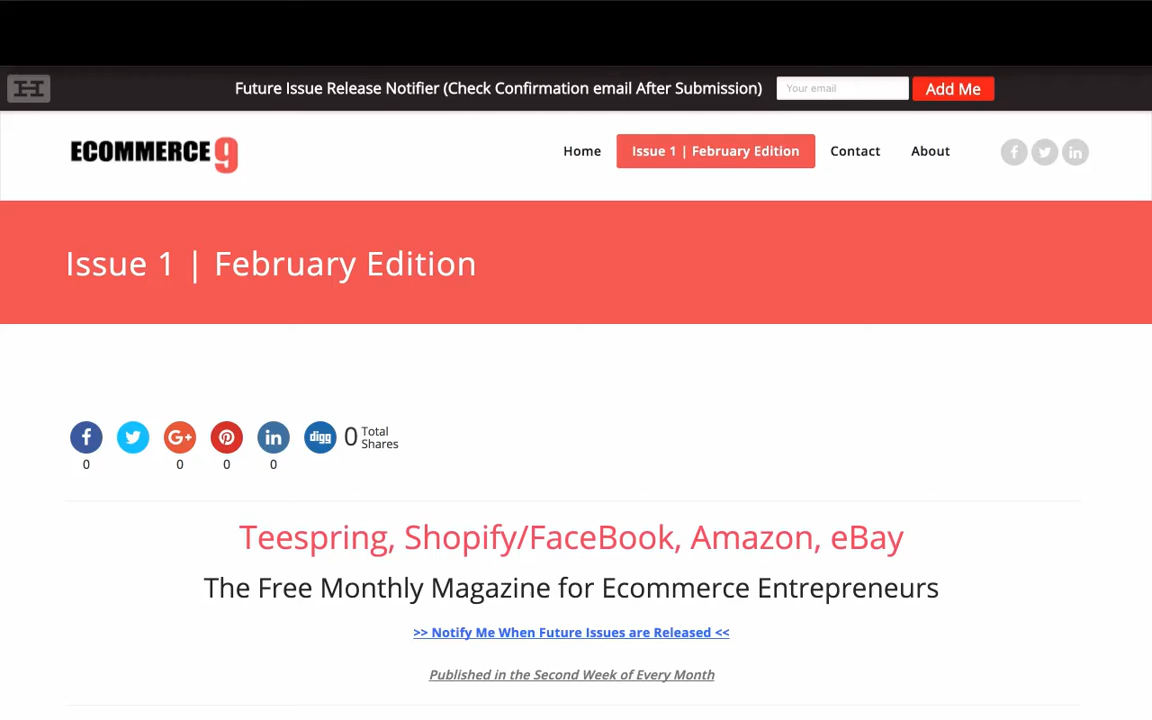 Future Issue Release Notifier (Check Confirmation email After Submission) Your email Add Me
ECOMMERCE 9 Home Issue 1 | February Edition Contact About
Issue 1 | February Edition
G+ in digg 0 Total Shares
0 0 0 0
Teespring, Shopify/FaceBook, Amazon, eBay
The Free Monthly Magazine for Ecommerce Entrepreneurs
>> Notify Me When Future Issues are Released <<
Published in the Second Week of Every Month